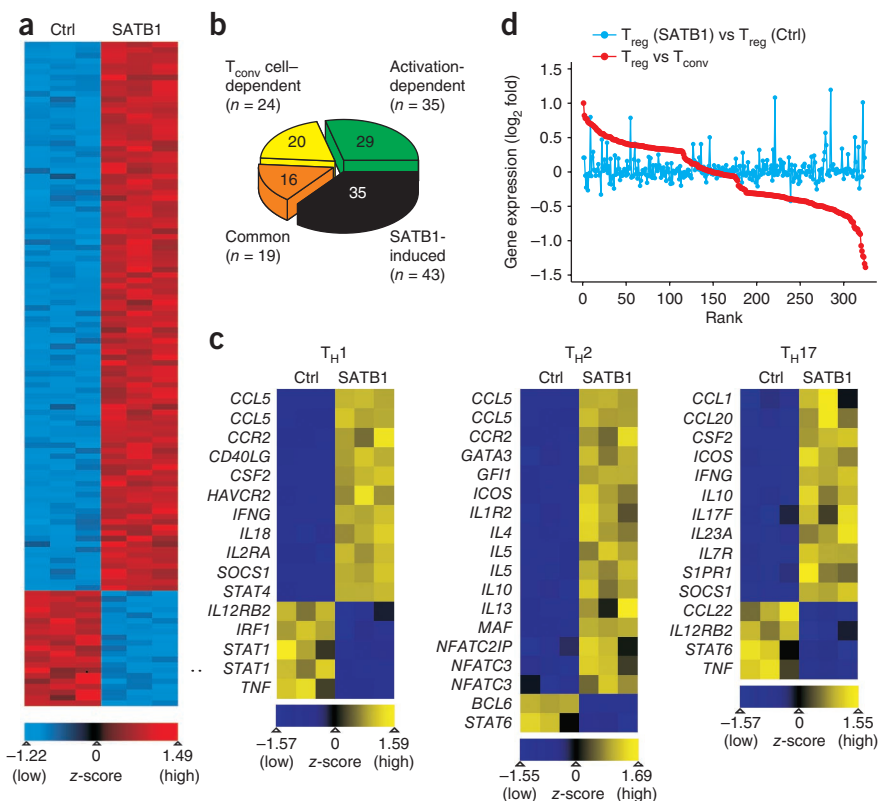 a
Ctrl SATB1
−1.22 0 1.49
(low) z-score (high)
b
Tconv cell–
dependent
(n = 24)
Activation-
dependent
(n = 35)
20
29
16
35
Common
(n = 19)
SATB1-
induced
(n = 43)
d
Treg (SATB1) vs Treg (Ctrl)
Treg vs Tconv
Gene expression (log2 fold)
1.5
1.0
0.5
0
−0.5
−1.0
−1.5
0 50 100 150 200 250 300
Rank
c
TH1
Ctrl SATB1
CCL5
CCL5
CCR2
CD40LG
CSF2
HAVCR2
IFNG
IL18
IL2RA
SOCS1
STAT4
IL12RB2
IRF1
STAT1
STAT1
TNF
−1.57 0 1.59
(low) z-score (high)
TH2
Ctrl SATB1
CCL5
CCL5
CCR2
GATA3
GFI1
ICOS
IL1R2
IL4
IL5
IL5
IL10
IL13
MAF
NFATC2IP
NFATC3
NFATC3
BCL6
STAT6
−1.55 0 1.69
(low) z-score (high)
TH17
Ctrl SATB1
CCL1
CCL20
CSF2
ICOS
IFNG
IL10
IL17F
IL23A
IL7R
S1PR1
SOCS1
CCL22
IL12RB2
STAT6
TNF
−1.57 0 1.55
(low) z-score (high)